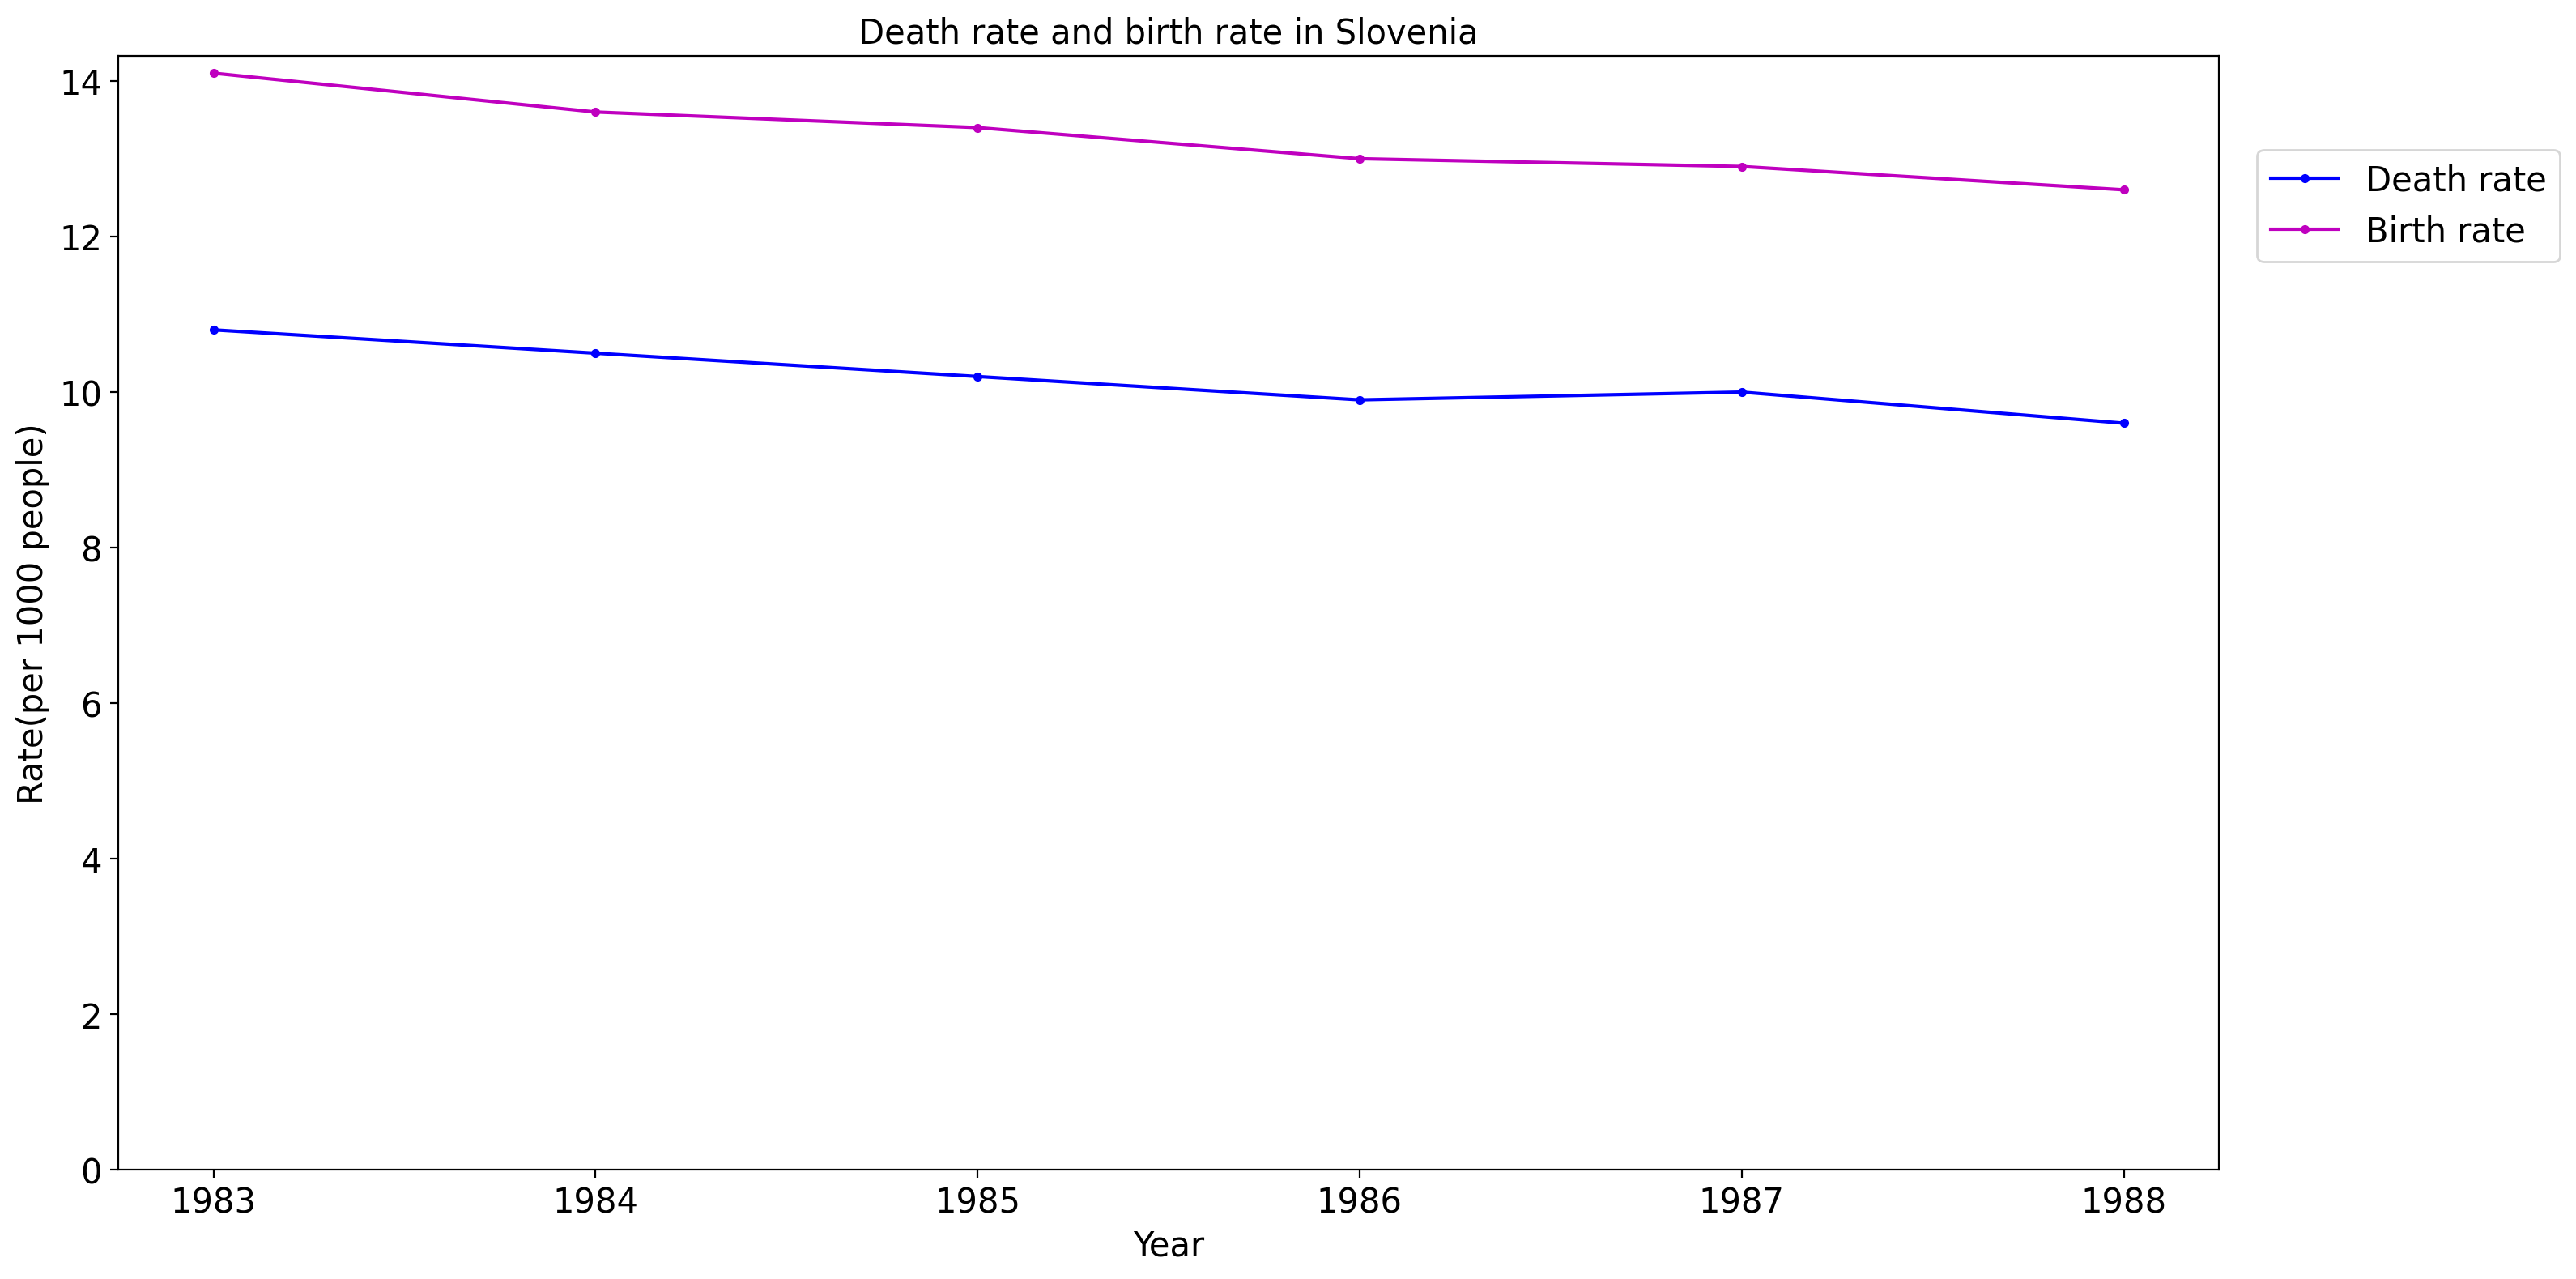 Death rate and birth rate in Slovenia
14
12
10
8
6
4
2
0
Rate(per 1000 people)
1983 1984 1985 1986 1987 1988
Year
Death rate
Birth rate